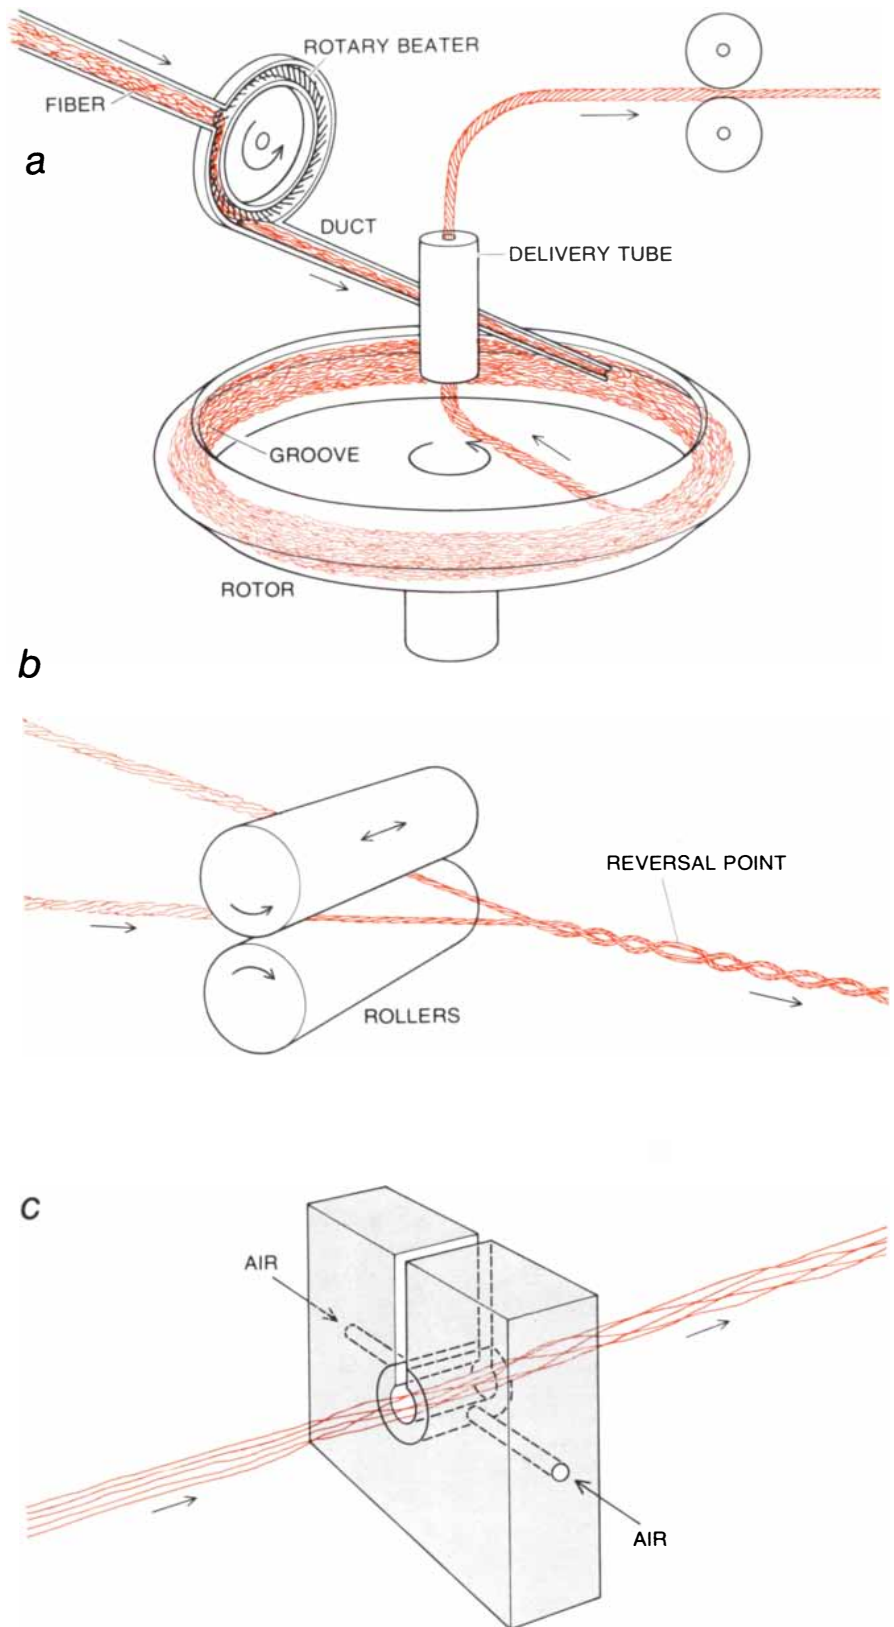 ROTARY BEATER
FIBER
a
DUCT
DELIVERY TUBE
GROOVE
ROTOR
b
REVERSAL POINT
ROLLERS
c
AIR
AIR